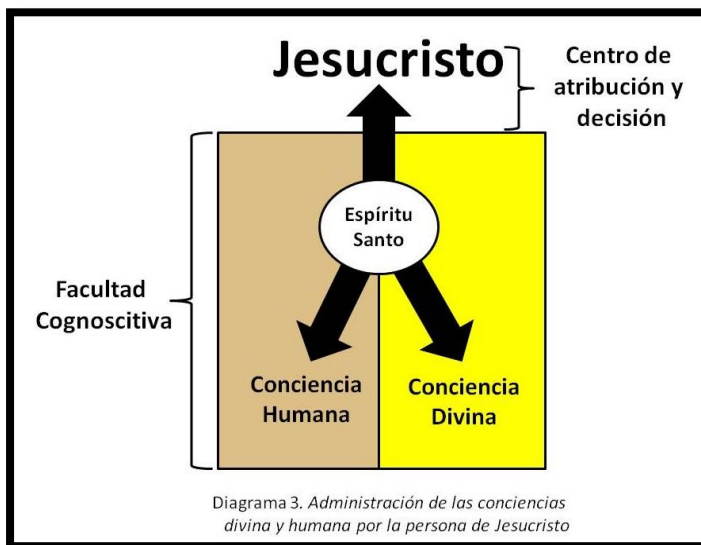 Jesucristo
Centro de
atribución y
decisión
Espíritu
Santo
Facultad
Cognoscitiva
Conciencia
Humana
Conciencia
Divina
Diagrama 3. Administración de las conciencias
divina y humana por la persona de Jesucristo